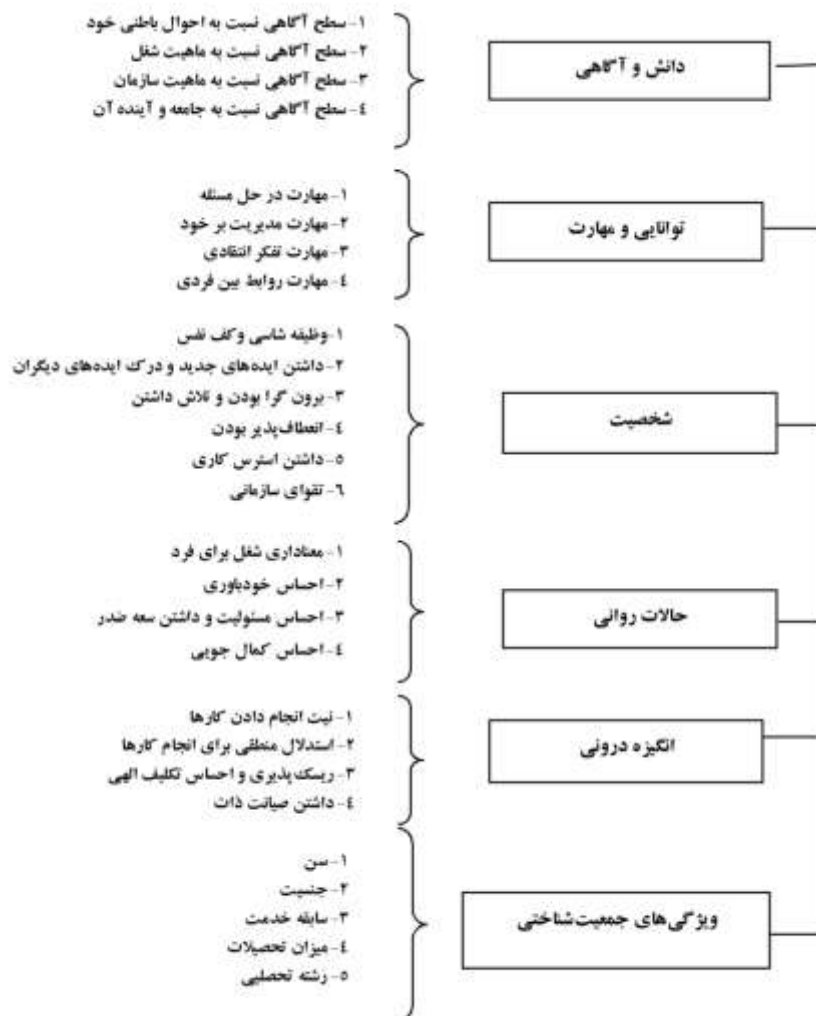 دانش و آگاهی
۱- سطح آگاهی نسبت به احوال باطنی خود
۲- سطح آگاهی نسبت به ماهیت شغل
۳- سطح آگاهی نسبت به ماهیت سازمان
٤- سطح آگاهی نسبت به جامعه و آینده آن
توانایی و مهارت
۱- مهارت در حل مسئله
۲- مهارت مدیریت بر خود
۳- مهارت تفکر انتقادی
٤- مهارت روابط بین فردی
شخصیت
۱- وظیفه شاسی وکف نفس
۲- داشتن ایده‌های جدید و درک ایده‌های دیگران
۳- برون گرا بودن و تلاش داشتن
٤- انعطاف‌پذیر بودن
٥- داشتن استرس کاری
٦- تقوای سازمانی
حالات روانی
۱- معناداری شغل برای فرد
۲- احساس خودباوری
۳- احساس مسئولیت و داشتن سعه صدر
٤- احساس کمال جویی
انگیزه درونی
۱- نیت انجام دادن کارها
۲- استدلال منطقی برای انجام کارها
۳- ریسک‌پذیری و احساس تکلیف الهی
٤- داشتن صیانت ذات
ویژگی‌های جمعیت‌شناختی
۱- سن
۲- جنسیت
۳- سابقه خدمت
٤- میزان تحصیلات
٥- رشته تحصلیی